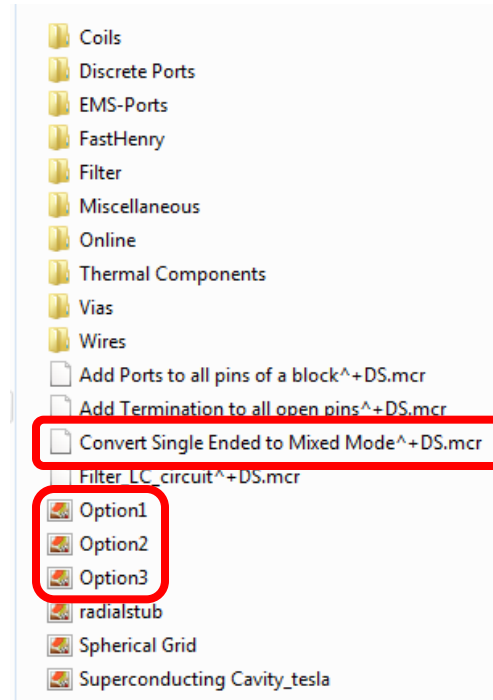 Coils
Discrete Ports
EMS-Ports
FastHenry
Filter
Miscellaneous
Online
Thermal Components
Vias
Wires
Add Ports to all pins of a block^+DS.mcr
Add Termination to all open pins^+DS.mcr
Convert Single Ended to Mixed Mode^+DS.mcr
Filter_LC_circuit^+DS.mcr
Option1
Option2
Option3
radialstub
Spherical Grid
Superconducting Cavity_tesla